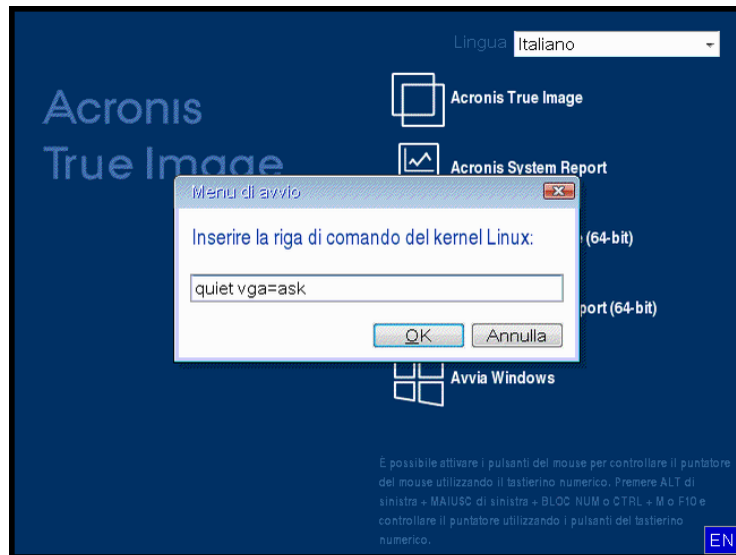 Lingua Italiano
Acronis
True Image
Acronis True Image
Acronis System Report
Menu di avvio
Inserire la riga di comando del kernel Linux:
(64-bit)
quiet vga=ask
port (64-bit)
OK Annulla
Avvia Windows
È possibile attivare i pulsanti del mouse per controllare il puntatore
del mouse utilizzando il tastierino numerico. Premere ALT di
sinistra + MAIUSC di sinistra + BLOC NUM o CTRL + M o F10 e
controllare il puntatore utilizzando i pulsanti del tastierino
numerico.
EN